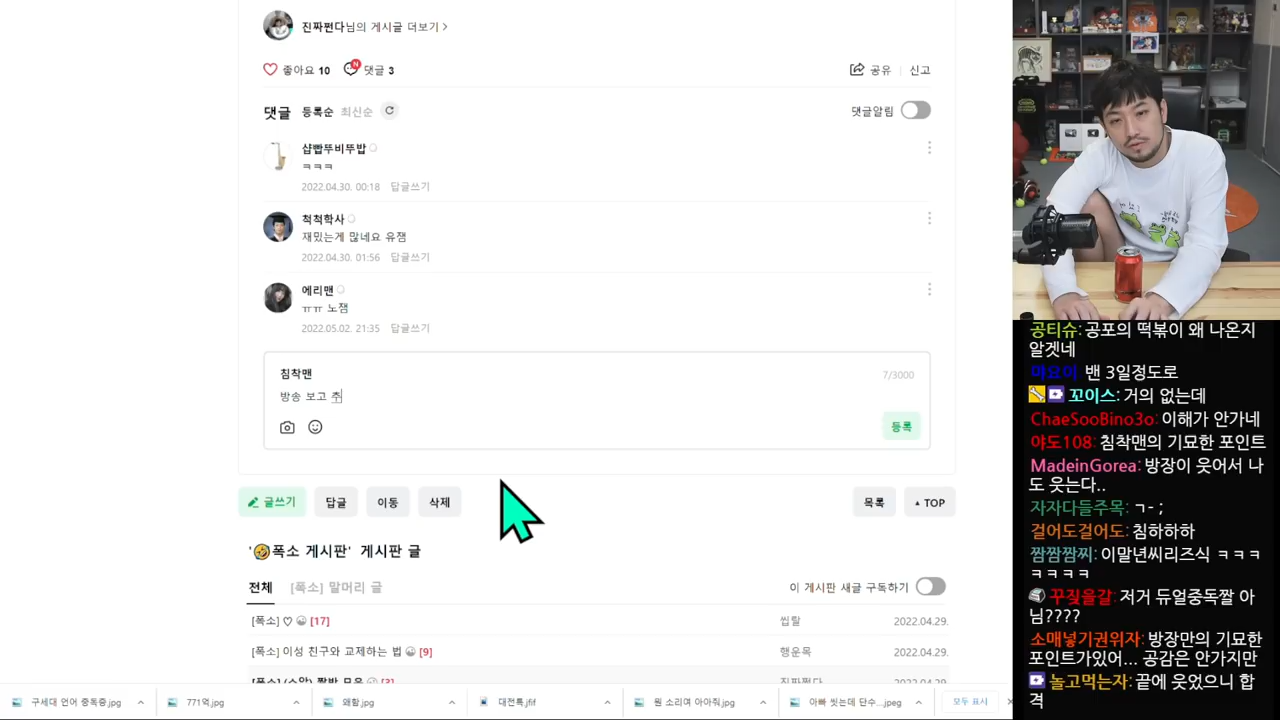 진짜쩐다님의 게시글 더보기 >
좋아요 10 N 댓글 3 공유 신고
댓글 등록순 최신순 댓글알림
샵빱뚜비뚜밥
ㅋㅋㅋ
2022.04.30. 00:18 답글쓰기
척척학사
재밌는게 많네요 유잼
2022.04.30. 01:56 답글쓰기
에리맨
ㅠㅠ 노잼
2022.05.02. 21:35 답글쓰기
침착맨
7/3000
방송 보고 추
등록
글쓰기 답글 이동 삭제 목록 TOP
'🤣폭소 게시판' 게시판 글
전체 [폭소] 말머리 글 이 게시판 새글 구독하기
[폭소] ♡ [17] 씹랄 2022.04.29.
[폭소] 이성 친구와 교제하는 법 [9] 행운목 2022.04.29.
구세대 언어 중독중.jpg 771억.jpg 왜함.jpg 대전톡.jfif 뭔 소리여 아아줘.jpg 아빠 씻는데 단수....jpeg 모두 표시
공티슈: 공포의 떡볶이 왜 나온지
알겟네
먀요이: 밴 3일정도로
꼬이스: 거의 없는데
ChaeSooBino3o: 이해가 안가네
야도108: 침착맨의 기묘한 포인트
MadeinGorea: 방장이 웃어서 나
도 웃는다..
자자다들주목: ㄱ- ;
걸어도걸어도: 침하하하
짬짬짬찌: 이말년씨리즈식 ㅋㅋㅋ
ㅋㅋㅋㅋ
꾸짖을갈: 저거 듀얼중독짤 아
님????
소매넣기권위자: 방장만의 기묘한
포인트가있어... 공감은 안가지만
놀고먹는자: 끝에 웃었으니 합
격